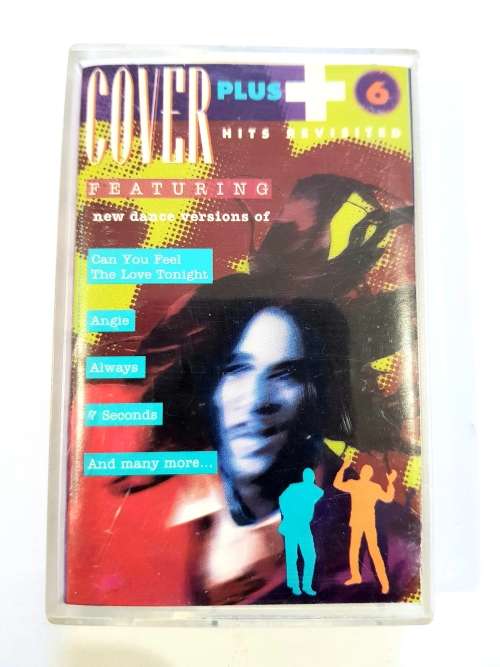 COVER PLUS + 6
HITS REVISITED
FEATURING
new dance versions of
Can You Feel
The Love Tonight
Angie
Always
7 Seconds
And many more...